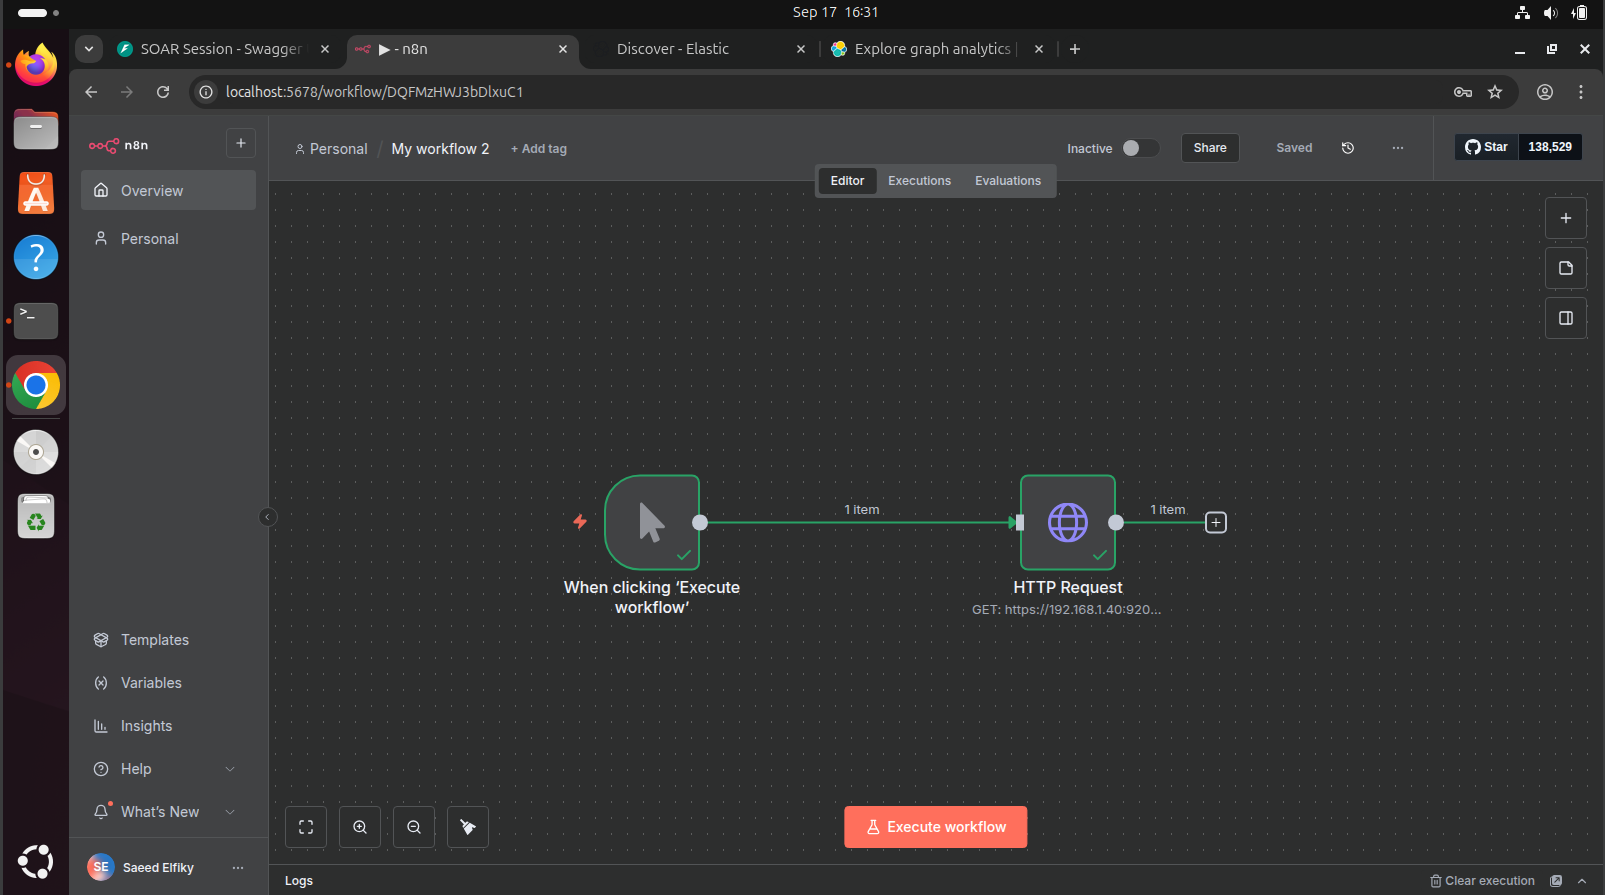 Sep 17 16:31
SOAR Session - Swagger
▶ - n8n
Discover - Elastic
Explore graph analytics
localhost:5678/workflow/DQFMzHWJ3bDlxuC1
n8n
Personal / My workflow 2 + Add tag
Inactive
Share
Saved
Star 138,529
Overview
Personal
Editor
Executions
Evaluations
1 item
1 item
When clicking ‘Execute
workflow’
HTTP Request
GET: https://192.168.1.40:920...
Templates
Variables
Insights
Help
What’s New
Execute workflow
SE Saeed Elfiky
Logs
Clear execution